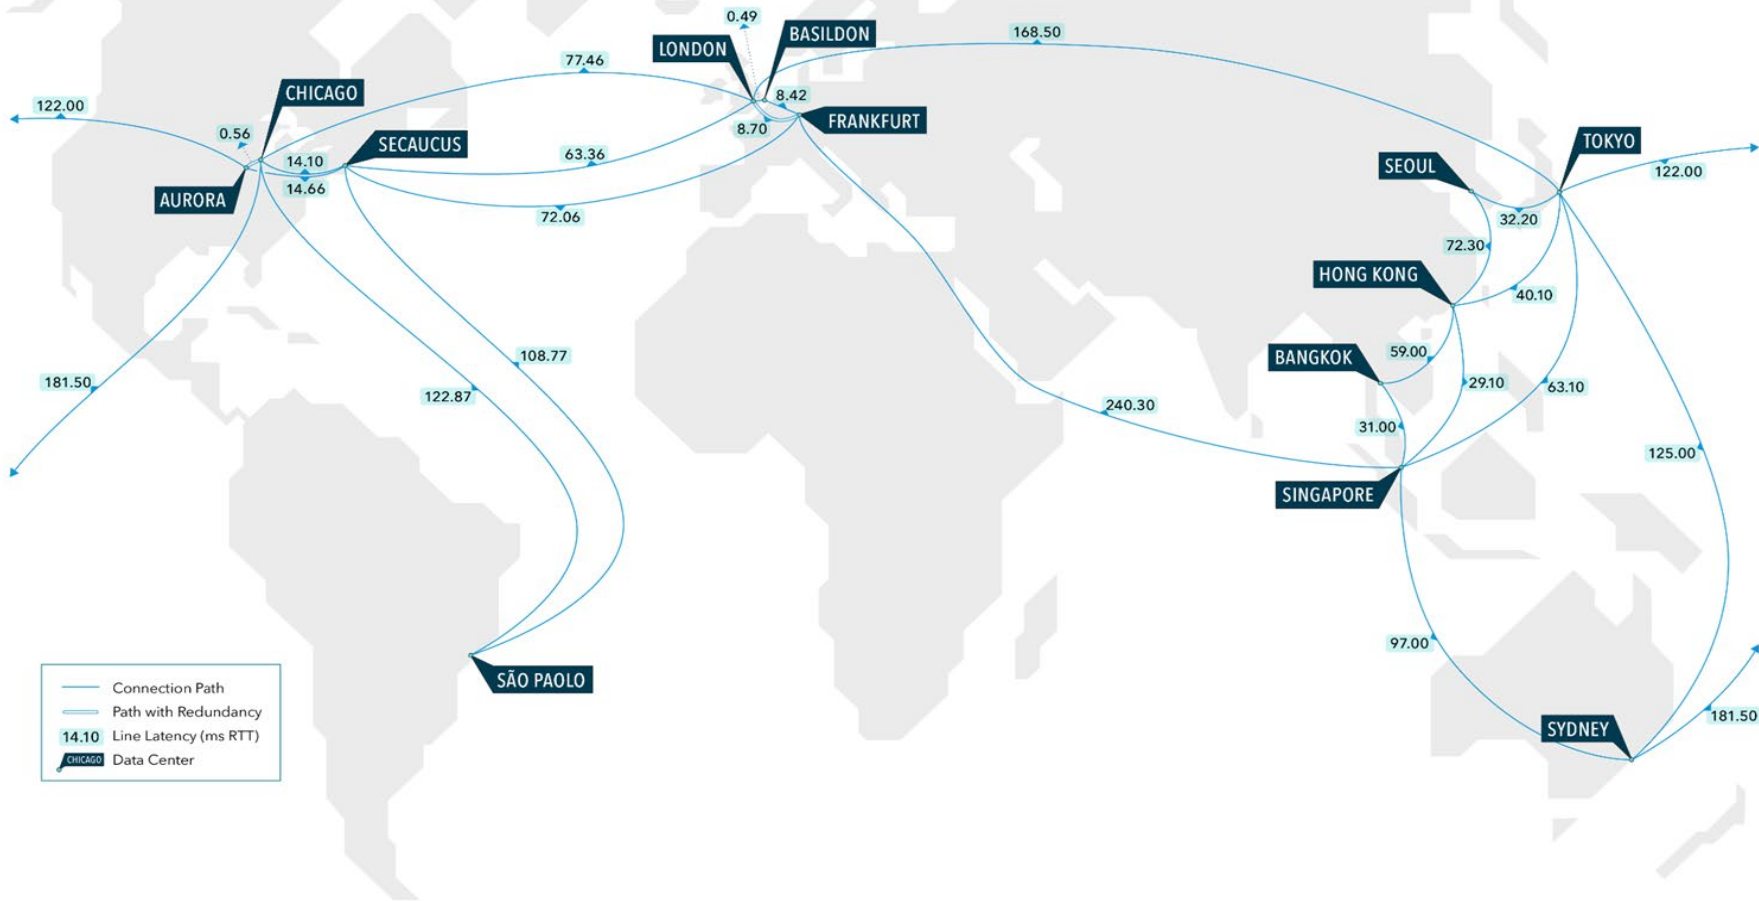 0.49
BASILDON
168.50
LONDON
77.46
CHICAGO
8.42
122.00
FRANKFURT
8.70
0.56
SECAUCUS
TOKYO
14.10
63.36
SEOUL
122.00
14.66
AURORA
72.06
32.20
72.30
HONG KONG
40.10
108.77
59.00
BANGKOK
181.50
122.87
29.10
63.10
240.30
31.00
125.00
SINGAPORE
97.00
SÃO PAOLO
181.50
SYDNEY
Connection Path
Path with Redundancy
14.10 Line Latency (ms RTT)
CHICAGO Data Center